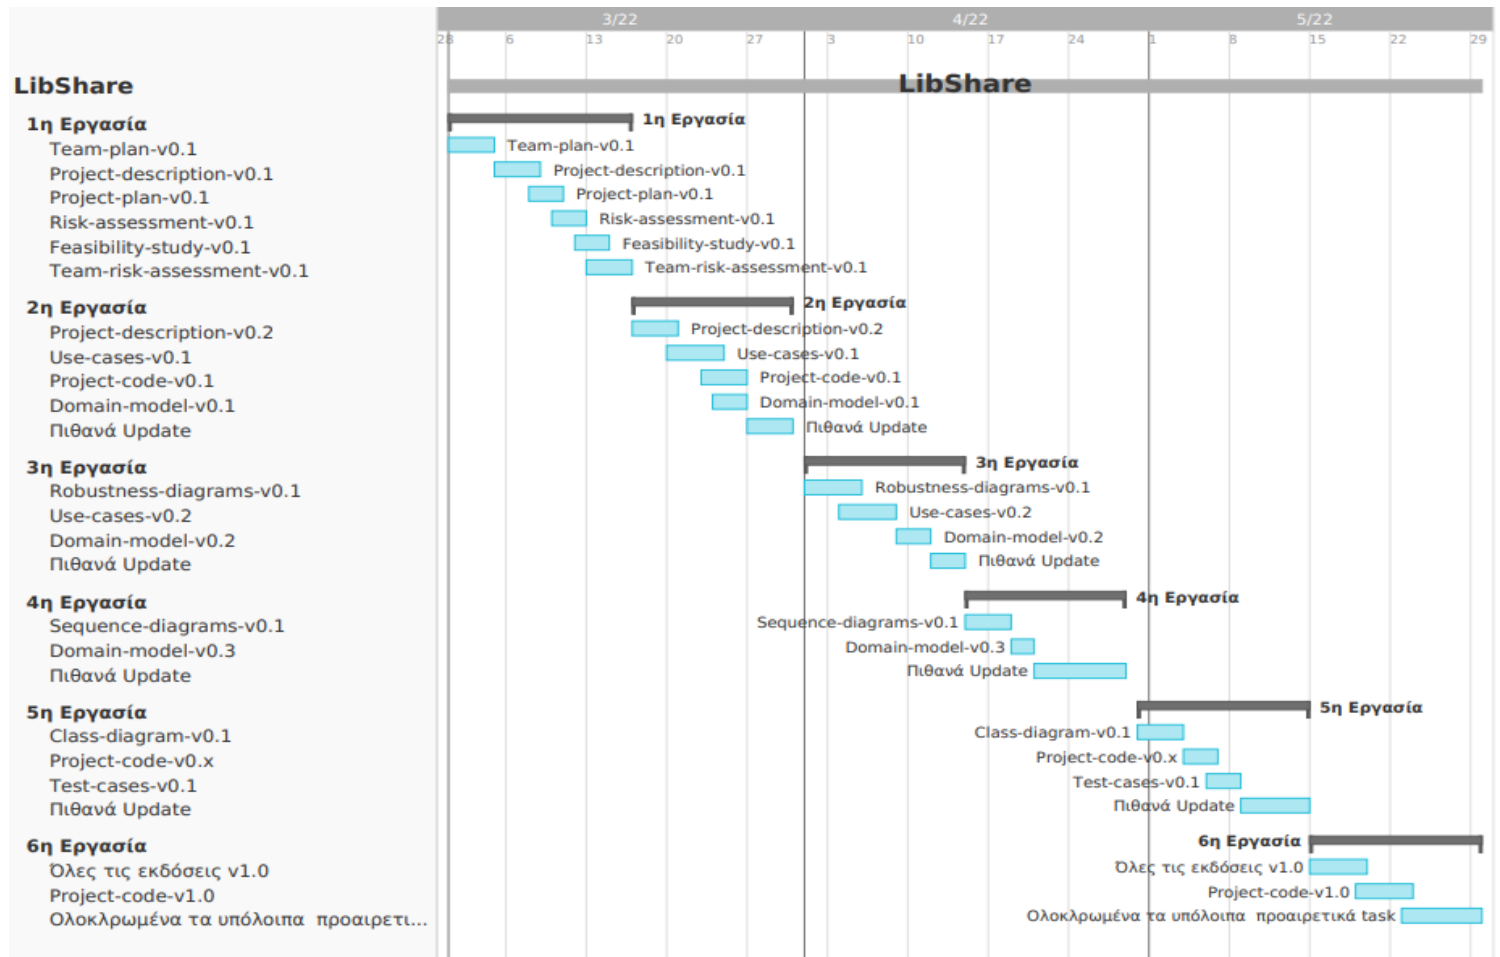 3/22 4/22 5/22
28 6 13 20 27 3 10 17 24 1 8 15 22 29
LibShare LibShare
1η Εργασία 1η Εργασία
Team-plan-v0.1 Team-plan-v0.1
Project-description-v0.1 Project-description-v0.1
Project-plan-v0.1 Project-plan-v0.1
Risk-assessment-v0.1 Risk-assessment-v0.1
Feasibility-study-v0.1 Feasibility-study-v0.1
Team-risk-assessment-v0.1 Team-risk-assessment-v0.1
2η Εργασία 2η Εργασία
Project-description-v0.2 Project-description-v0.2
Use-cases-v0.1 Use-cases-v0.1
Project-code-v0.1 Project-code-v0.1
Domain-model-v0.1 Domain-model-v0.1
Πιθανά Update Πιθανά Update
3η Εργασία 3η Εργασία
Robustness-diagrams-v0.1 Robustness-diagrams-v0.1
Use-cases-v0.2 Use-cases-v0.2
Domain-model-v0.2 Domain-model-v0.2
Πιθανά Update Πιθανά Update
4η Εργασία 4η Εργασία
Sequence-diagrams-v0.1 Sequence-diagrams-v0.1
Domain-model-v0.3 Domain-model-v0.3
Πιθανά Update Πιθανά Update
5η Εργασία 5η Εργασία
Class-diagram-v0.1 Class-diagram-v0.1
Project-code-v0.x Project-code-v0.x
Test-cases-v0.1 Test-cases-v0.1
Πιθανά Update Πιθανά Update
6η Εργασία 6η Εργασία
Όλες τις εκδόσεις v1.0 Όλες τις εκδόσεις v1.0
Project-code-v1.0 Project-code-v1.0
Ολοκλρωμένα τα υπόλοιπα προαιρετι... Ολοκλρωμένα τα υπόλοιπα προαιρετικά task